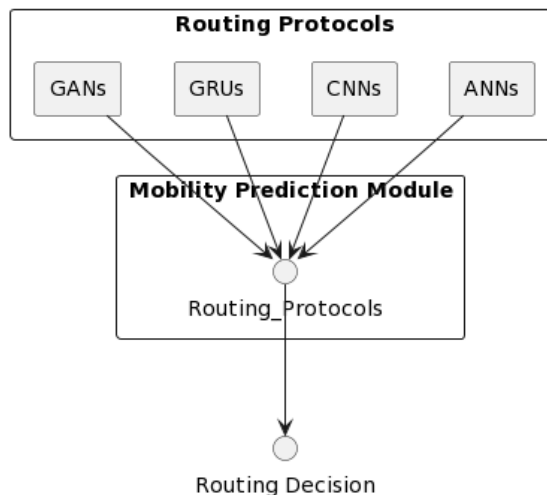 Routing Protocols
GANs
GRUs
CNNs
ANNs
Mobility Prediction Module
Routing_Protocols
Routing Decision